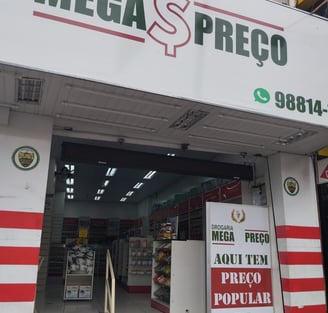 MEGA $ PREÇO
98814-
DROGARIA
MEGA PREÇO
AQUI TEM
PREÇO
POPULAR